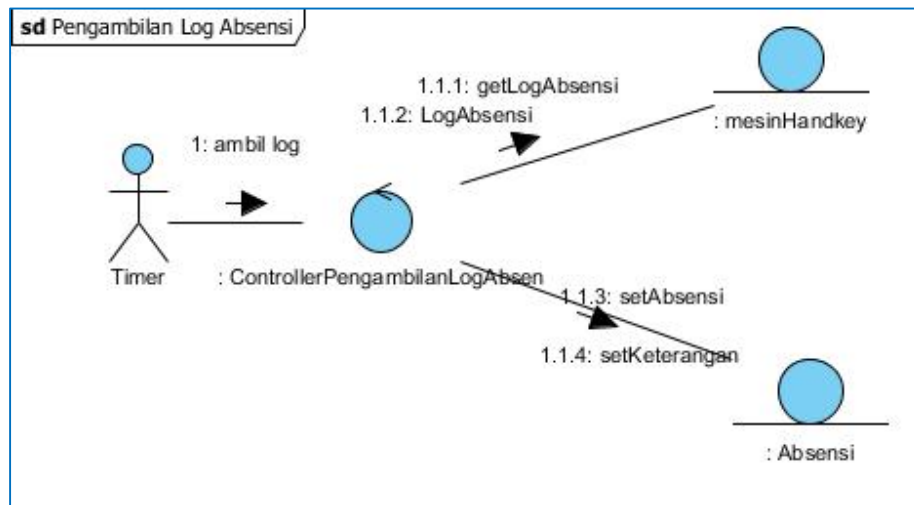 sd Pengambilan Log Absensi
1.1.1: getLogAbsensi
1.1.2: LogAbsensi
: mesinHandkey
1: ambil log
Timer
: ControllerPengambilanLogAbsen
1.1.3: setAbsensi
1.1.4: setKeterangan
: Absensi